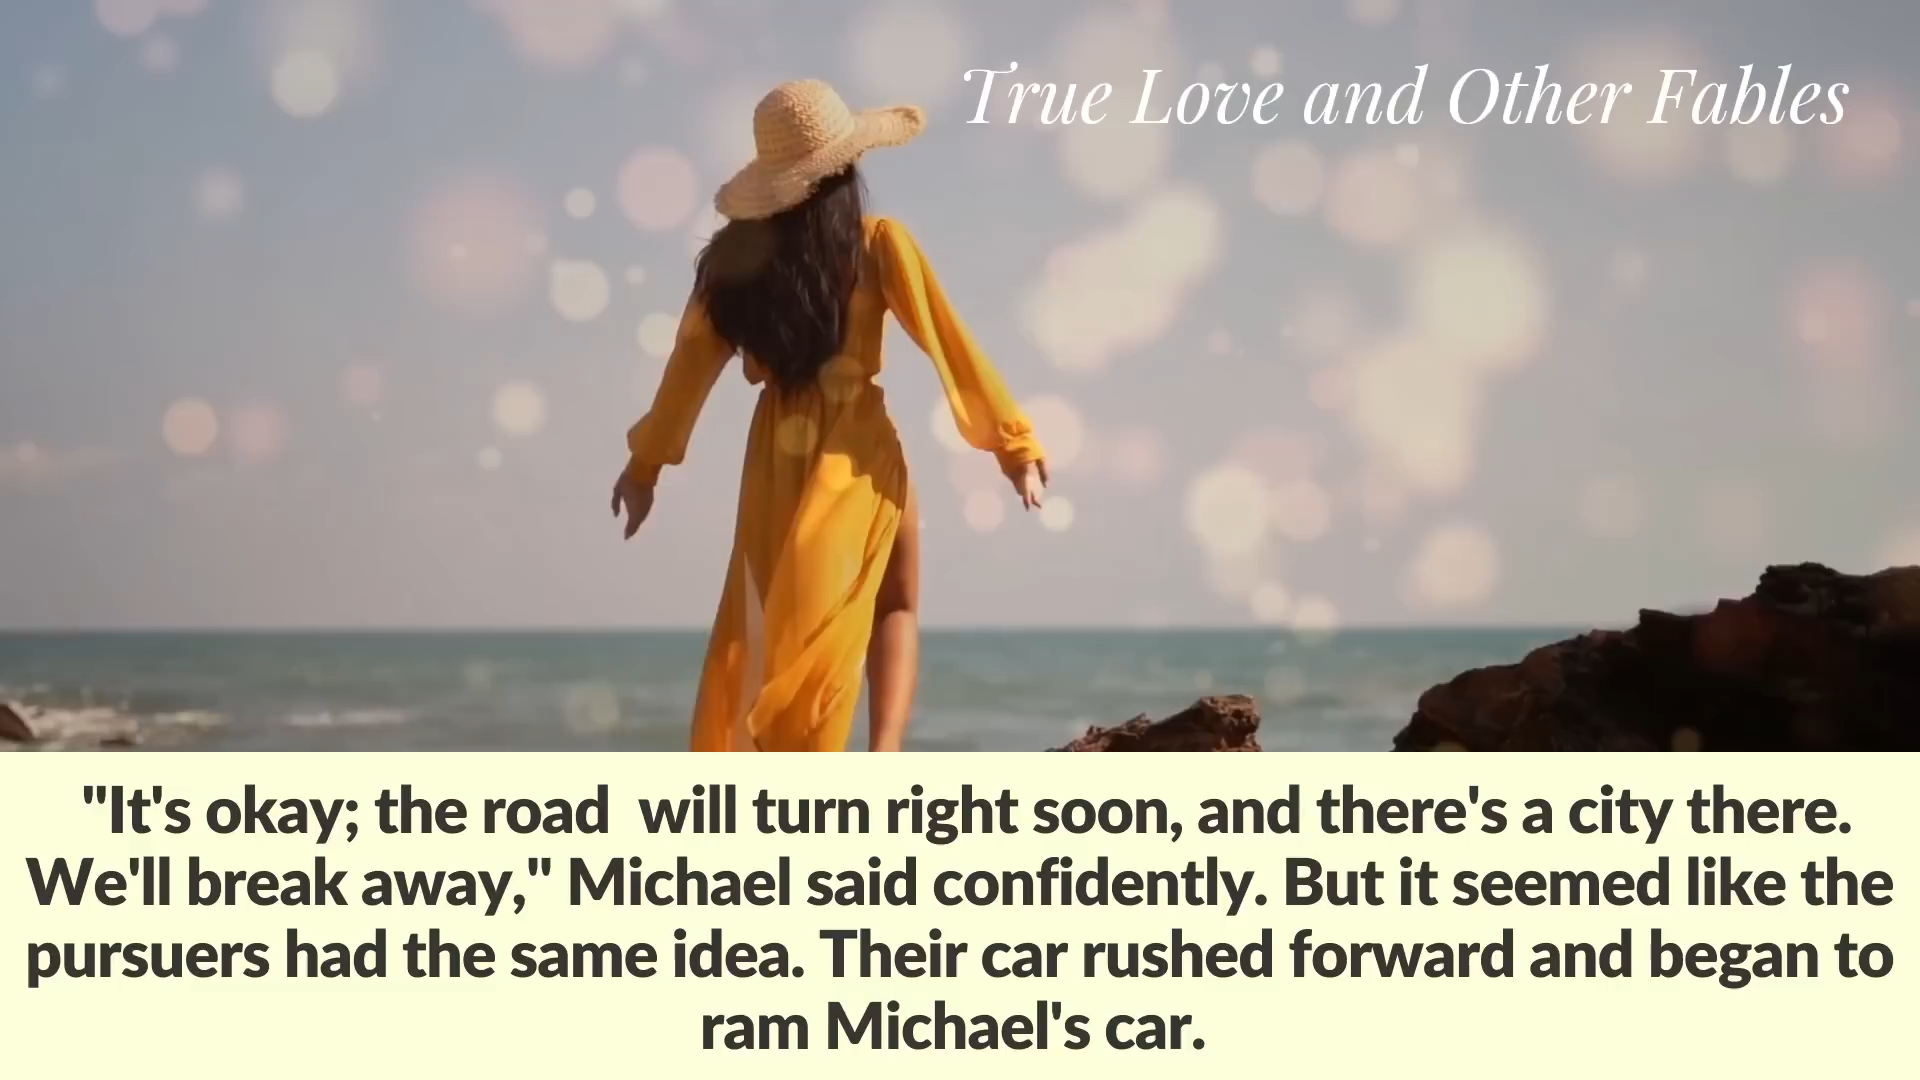 True Love and Other Fables
"It's okay; the road  will turn right soon, and there's a city there.
We'll break away," Michael said confidently. But it seemed like the
pursuers had the same idea. Their car rushed forward and began to
ram Michael's car.